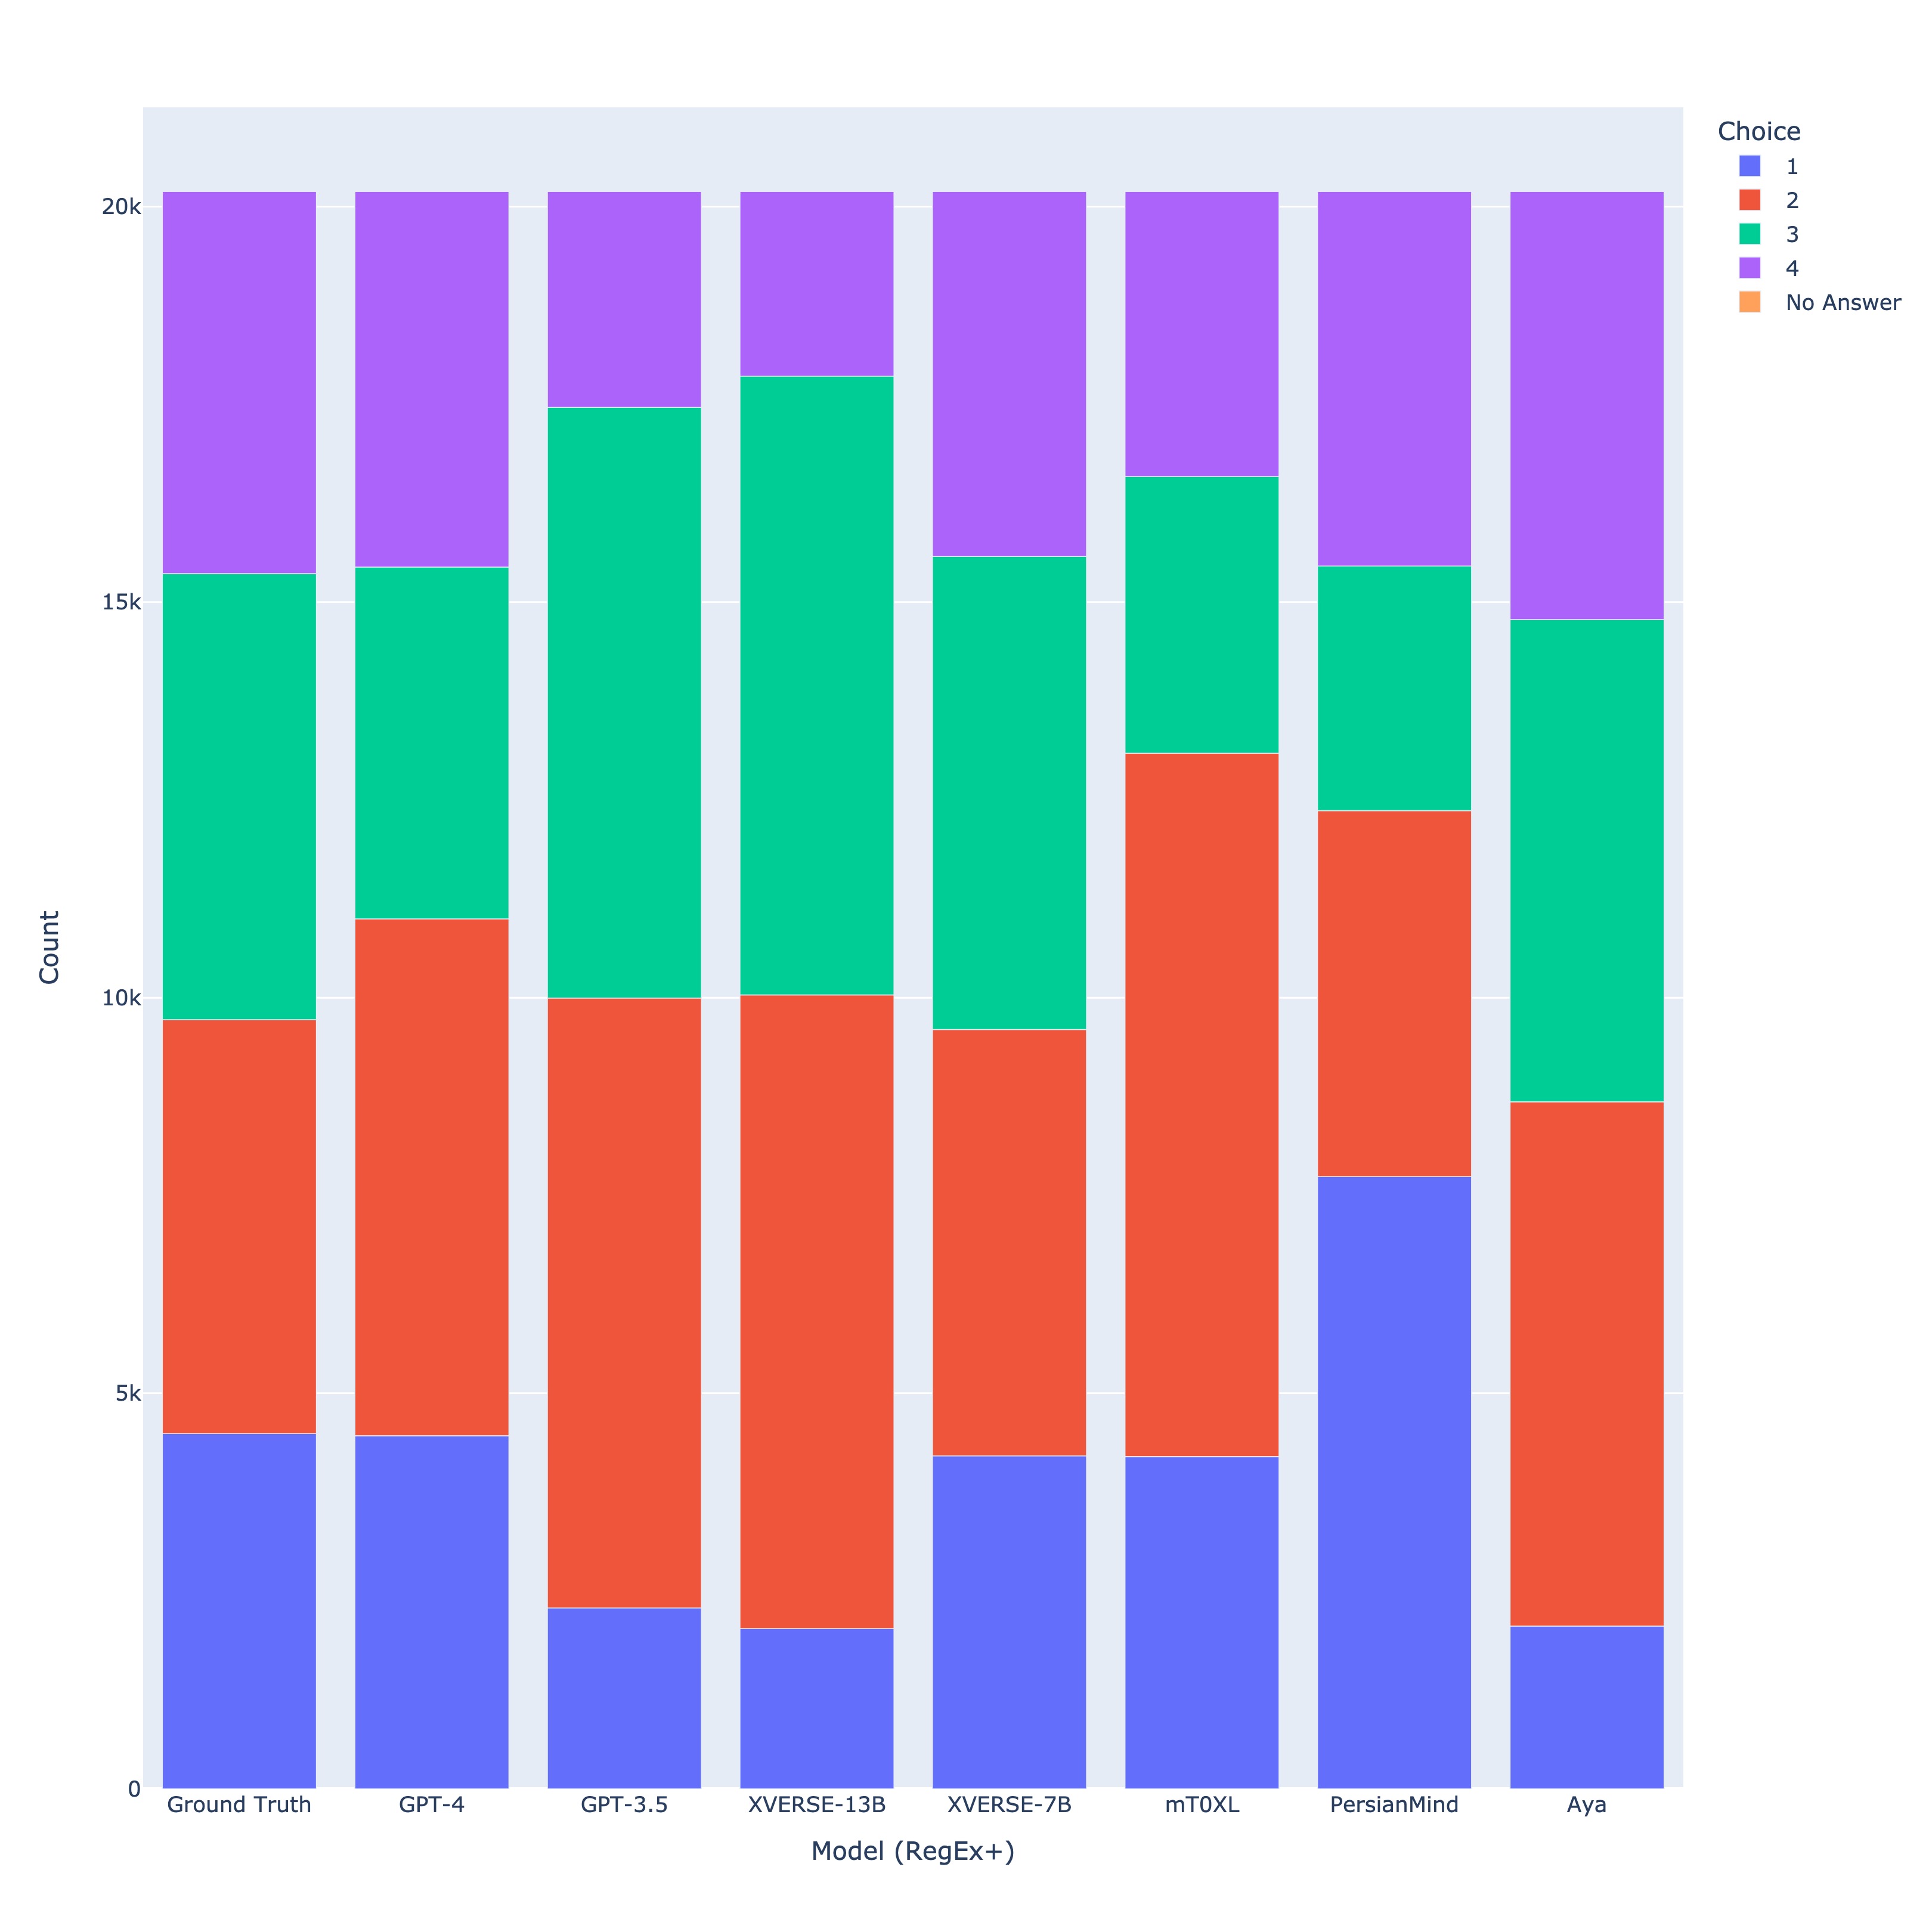 Choice
1
2
3
4
No Answer
20k
15k
10k
5k
0
Count
Ground Truth
GPT-4
GPT-3.5
XVERSE-13B
XVERSE-7B
mT0XL
PersianMind
Aya
Model (RegEx+)